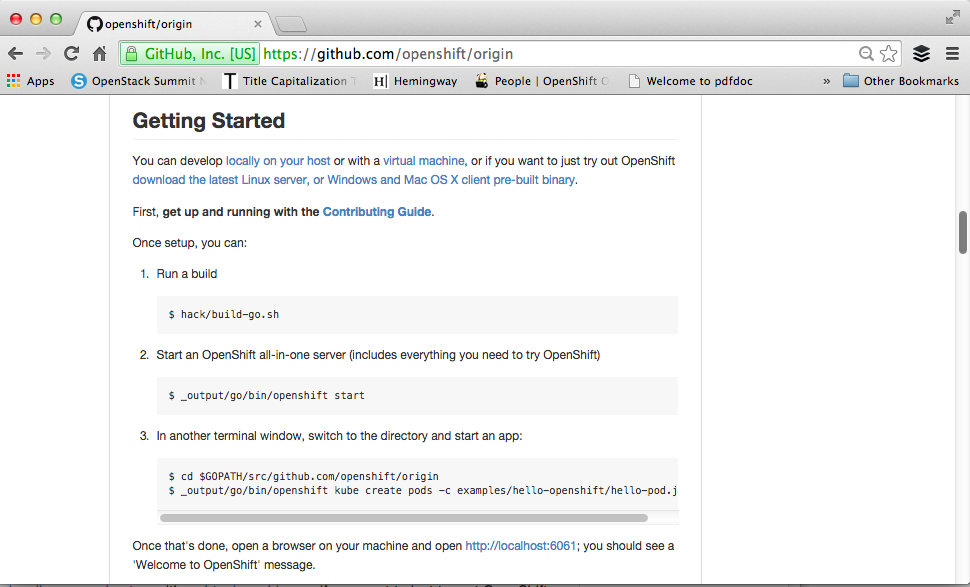 openshift/origin
GitHub, Inc. [US] https://github.com/openshift/origin
Apps OpenStack Summit Title Capitalization Hemingway People | OpenShift Welcome to pdfdoc » Other Bookmarks
Getting Started
You can develop locally on your host or with a virtual machine, or if you want to just try out OpenShift
download the latest Linux server, or Windows and Mac OS X client pre-built binary.
First, get up and running with the Contributing Guide.
Once setup, you can:
1. Run a build
$ hack/build-go.sh
2. Start an OpenShift all-in-one server (includes everything you need to try OpenShift)
$ _output/go/bin/openshift start
3. In another terminal window, switch to the directory and start an app:
$ cd $GOPATH/src/github.com/openshift/origin
$ _output/go/bin/openshift kube create pods -c examples/hello-openshift/hello-pod.j
Once that's done, open a browser on your machine and open http://localhost:6061; you should see a
'Welcome to OpenShift' message.